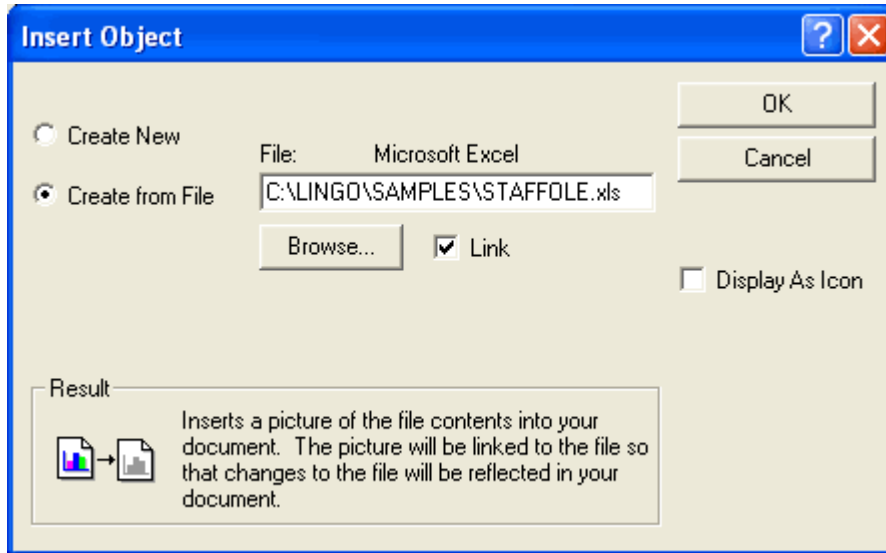 Insert Object
OK
Create New
File: Microsoft Excel
Cancel
Create from File
C:\LINGO\SAMPLES\STAFFOLE.xls
Browse...
Link
Display As Icon
Result
Inserts a picture of the file contents into your
document. The picture will be linked to the file so
that changes to the file will be reflected in your
document.